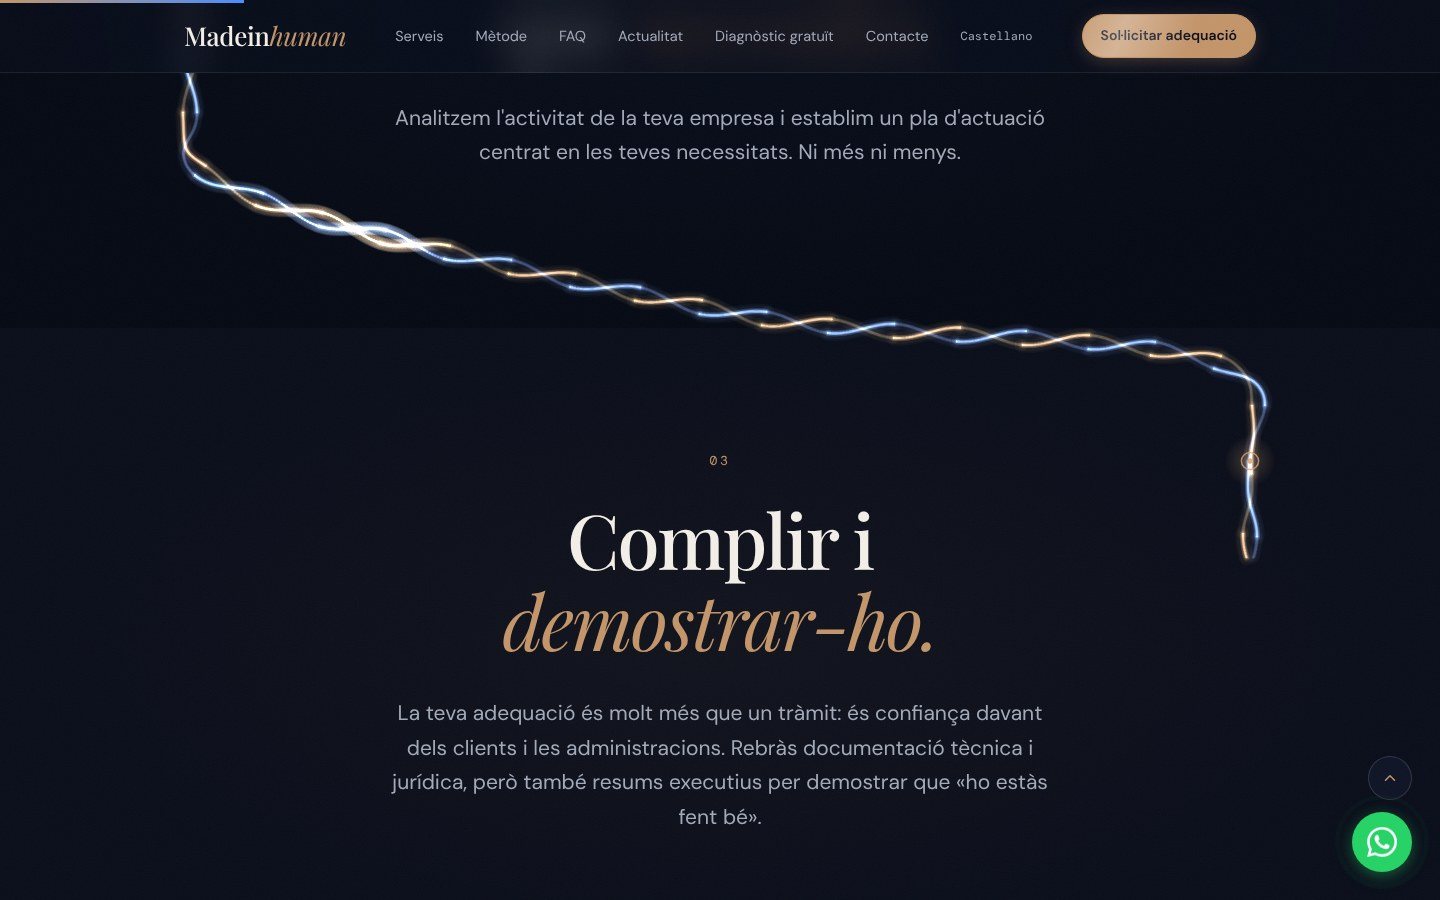 Madeinhuman
Serveis
Mètode
FAQ
Actualitat
Diagnòstic gratuït
Contacte
Castellano
Sol·licitar adequació
Analitzem l'activitat de la teva empresa i establim un pla d'actuació
centrat en les teves necessitats. Ni més ni menys.
03
Complir i
demostrar-ho.
La teva adequació és molt més que un tràmit: és confiança davant
dels clients i les administracions. Rebràs documentació tècnica i
jurídica, però també resums executius per demostrar que «ho estàs
fent bé».